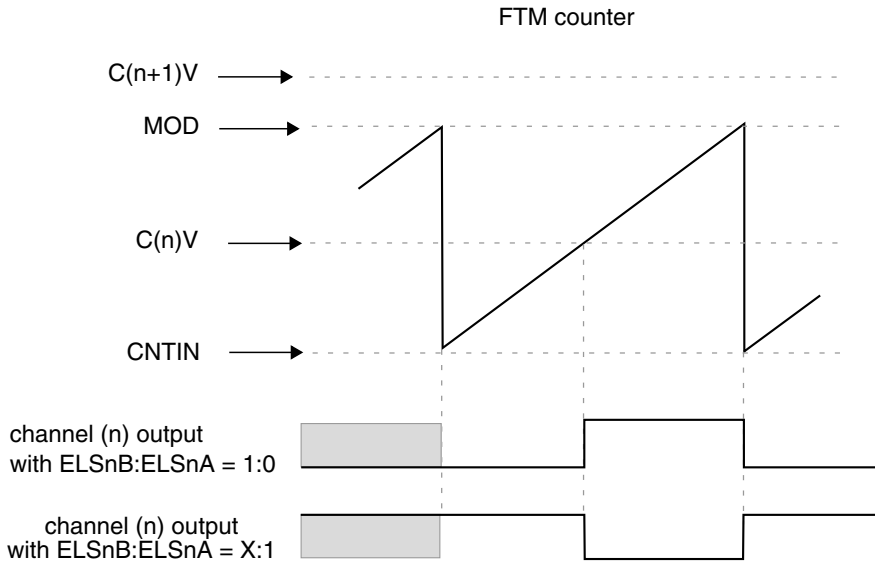 FTM counter
C(n+1)V
MOD
C(n)V
CNTIN
channel (n) output
with ELSnB:ELSnA = 1:0
channel (n) output
with ELSnB:ELSnA = X:1